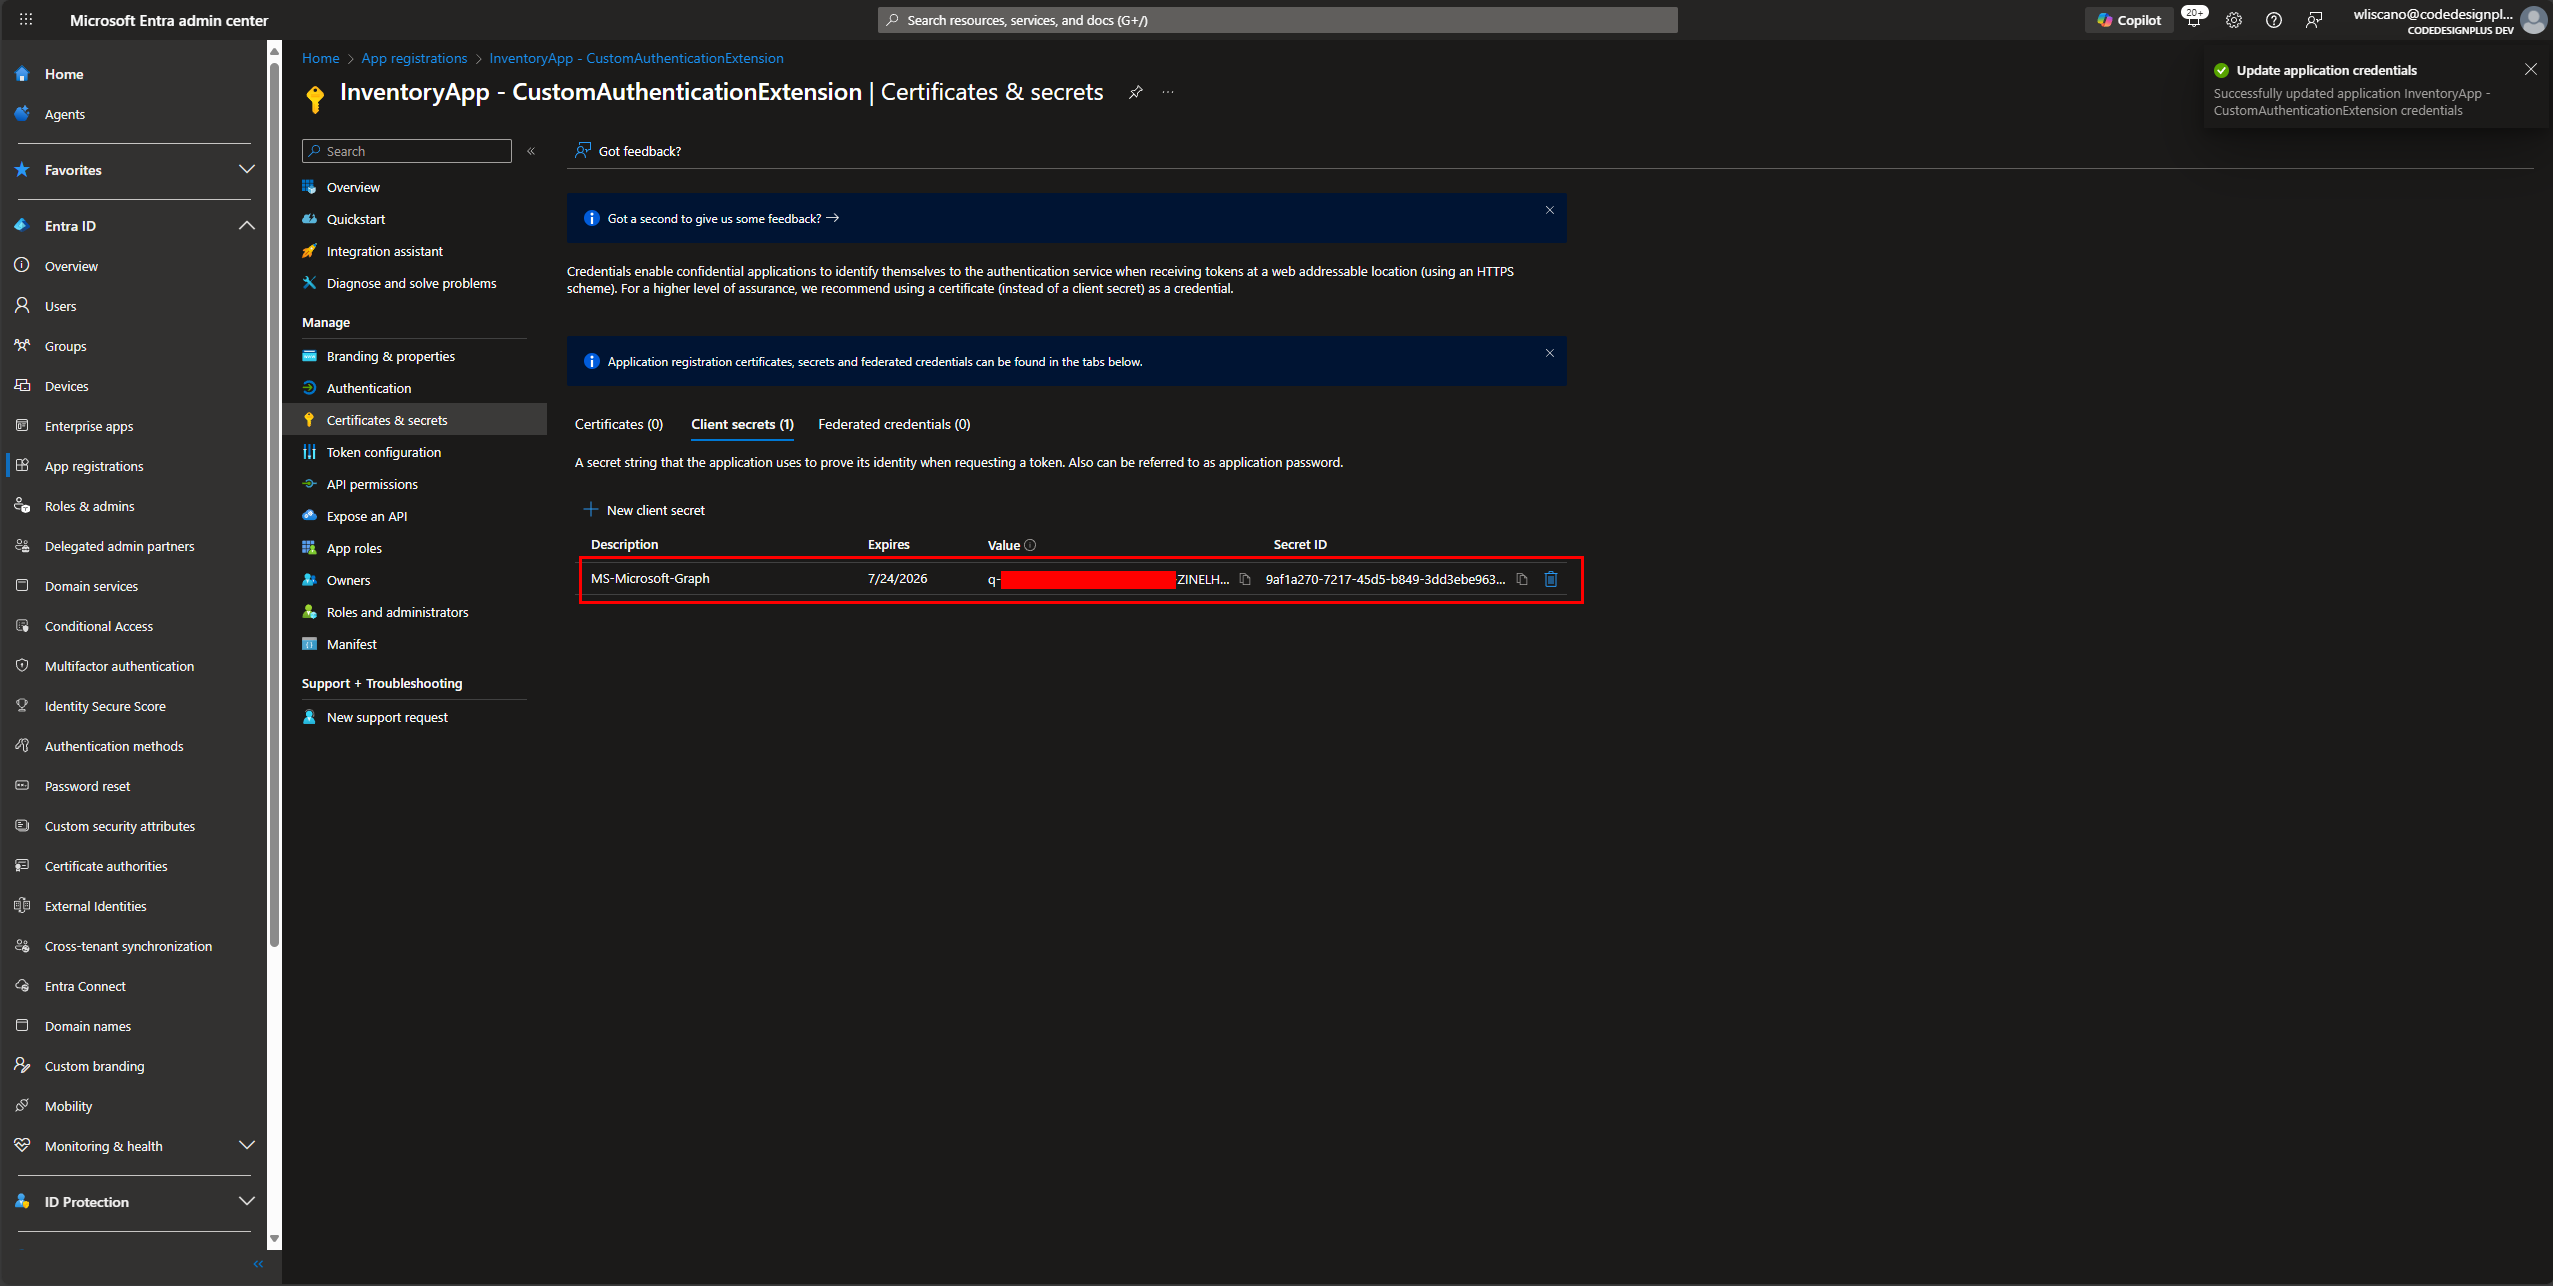 Microsoft Entra admin center
Search resources, services, and docs (G+/)
Copilot
20+
wliscano@codedesignpl...
CODEDESIGNPLUS DEV
Home
Agents
Favorites
Entra ID
Overview
Users
Groups
Devices
Enterprise apps
App registrations
Roles & admins
Delegated admin partners
Domain services
Conditional Access
Multifactor authentication
Identity Secure Score
Authentication methods
Password reset
Custom security attributes
Certificate authorities
External Identities
Cross-tenant synchronization
Entra Connect
Domain names
Custom branding
Mobility
Monitoring & health
ID Protection
Home > App registrations > InventoryApp - CustomAuthenticationExtension
InventoryApp - CustomAuthenticationExtension | Certificates & secrets
Search
Overview
Quickstart
Integration assistant
Diagnose and solve problems
Manage
Branding & properties
Authentication
Certificates & secrets
Token configuration
API permissions
Expose an API
App roles
Owners
Roles and administrators
Manifest
Support + Troubleshooting
New support request
Got feedback?
Got a second to give us some feedback?
Credentials enable confidential applications to identify themselves to the authentication service when receiving tokens at a web addressable location (using an HTTPS
scheme). For a higher level of assurance, we recommend using a certificate (instead of a client secret) as a credential.
Application registration certificates, secrets and federated credentials can be found in the tabs below.
Certificates (0) Client secrets (1) Federated credentials (0)
A secret string that the application uses to prove its identity when requesting a token. Also can be referred to as application password.
New client secret
Description Expires Value Secret ID
MS-Microsoft-Graph 7/24/2026 q- ZINELH... 9af1a270-7217-45d5-b849-3dd3ebe963...
Update application credentials
Successfully updated application InventoryApp -
CustomAuthenticationExtension credentials